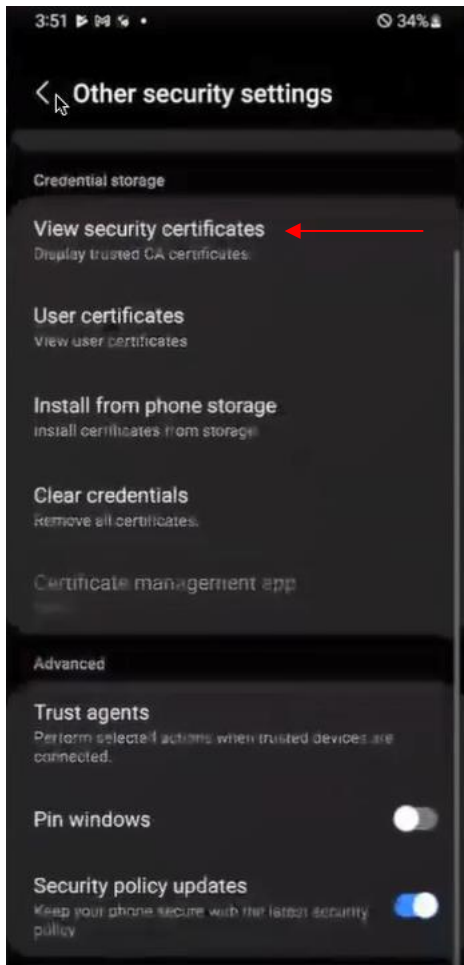 3:51
34%
Other security settings
Credential storage
View security certificates
Display trusted CA certificates.
User certificates
View user certificates
Install from phone storage
Install certificates from storage
Clear credentials
Remove all certificates.
Certificate management app
Advanced
Trust agents
Perform selected actions when trusted devices are
connected.
Pin windows
Security policy updates
Keep your phone secure with the latest security
policy